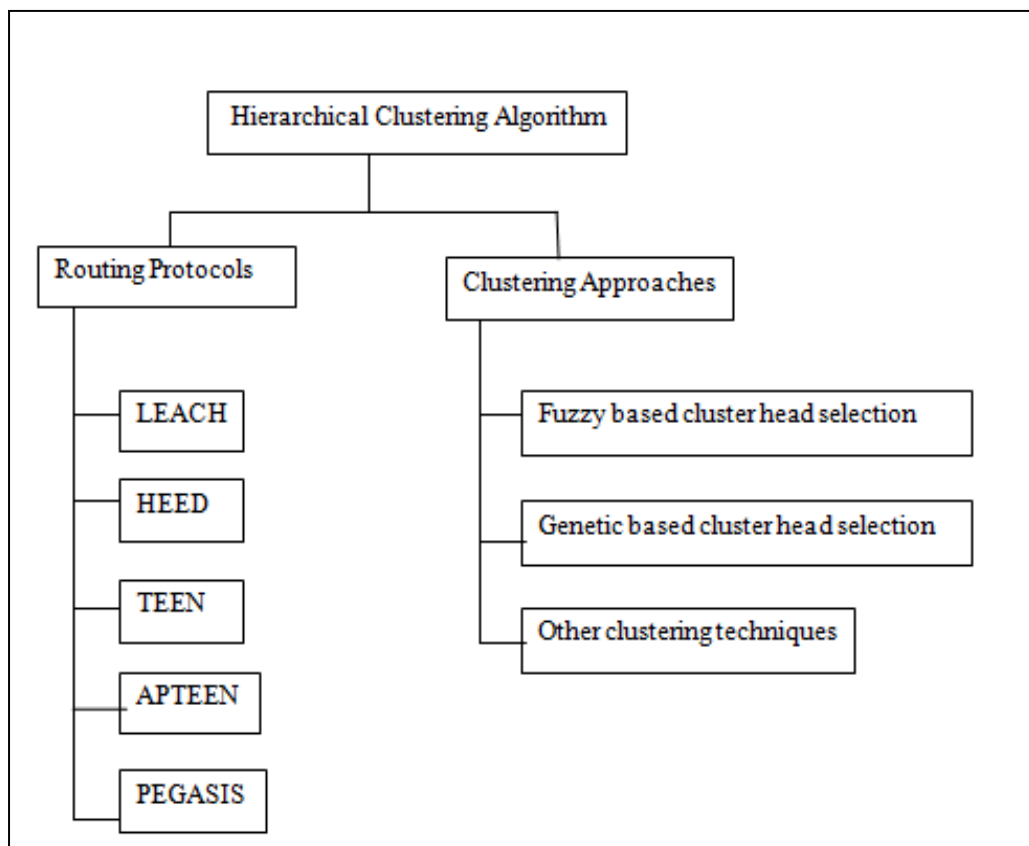 Hierarchical Clustering Algorithm
Routing Protocols
Clustering Approaches
LEACH
HEED
TEEN
APTEEN
PEGASIS
Fuzzy based cluster head selection
Genetic based cluster head selection
Other clustering techniques